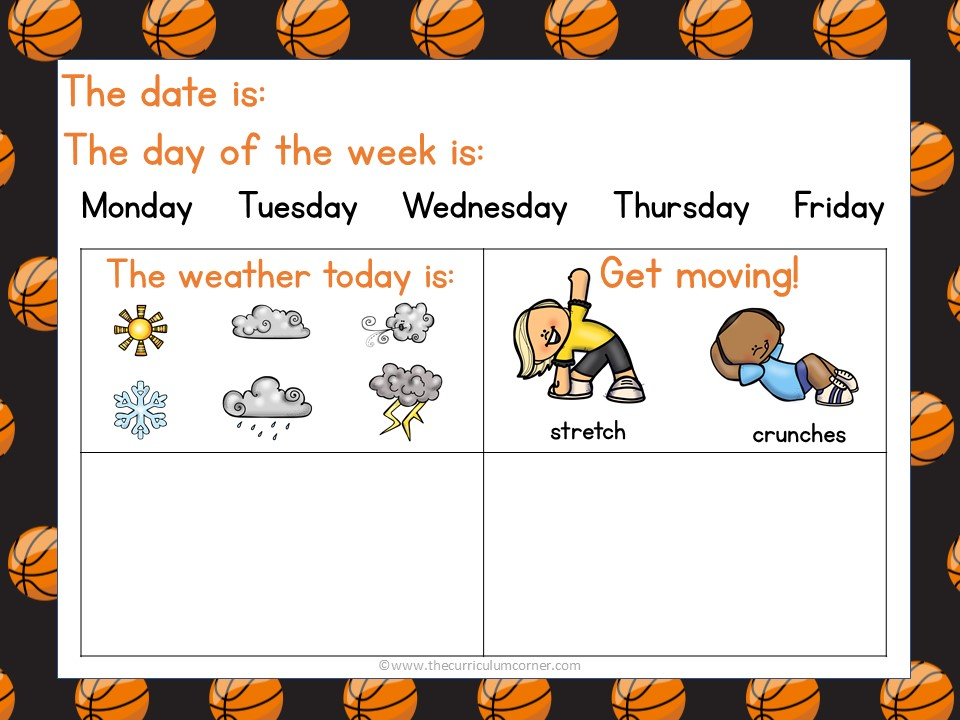 The date is:
The day of the week is:
Monday Tuesday Wednesday Thursday Friday
The weather today is:
Get moving!
stretch
crunches
©www.thecurriculumcorner.com